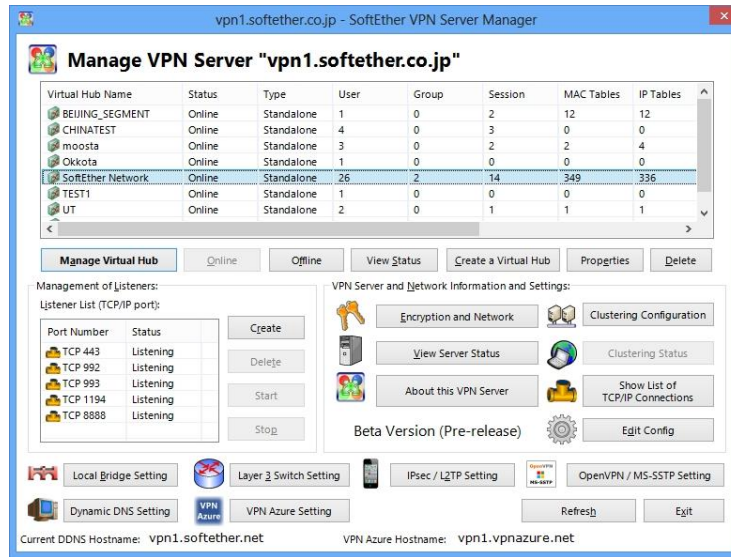 vpn1.softether.co.jp - SoftEther VPN Server Manager
Manage VPN Server "vpn1.softether.co.jp"
Virtual Hub Name Status Type User Group Session MAC Tables IP Tables
BEIJING_SEGMENT Online Standalone 1 0 2 12 12
CHINATEST Online Standalone 4 0 3 0 0
moosta Online Standalone 3 0 2 2 4
Okkota Online Standalone 1 0 0 0 0
SoftEther Network Online Standalone 26 2 14 349 336
TEST1 Online Standalone 1 0 0 0 0
UT Online Standalone 2 0 1 1 1
Manage Virtual Hub Online Offline View Status Create a Virtual Hub Properties Delete
Management of Listeners:
Listener List (TCP/IP port):
Port Number Status
TCP 443 Listening
TCP 992 Listening
TCP 993 Listening
TCP 1194 Listening
TCP 8888 Listening
Create
Delete
Start
Stop
VPN Server and Network Information and Settings:
Encryption and Network
Clustering Configuration
View Server Status
Clustering Status
About this VPN Server
Show List of
TCP/IP Connections
Beta Version (Pre-release)
Edit Config
Local Bridge Setting
Layer 3 Switch Setting
IPsec / L2TP Setting
OpenVPN
MS-SSTP
OpenVPN / MS-SSTP Setting
Dynamic DNS Setting
VPN
Azure
VPN Azure Setting
Refresh
Exit
Current DDNS Hostname: vpn1.softether.net
VPN Azure Hostname: vpn1.vpnazure.net